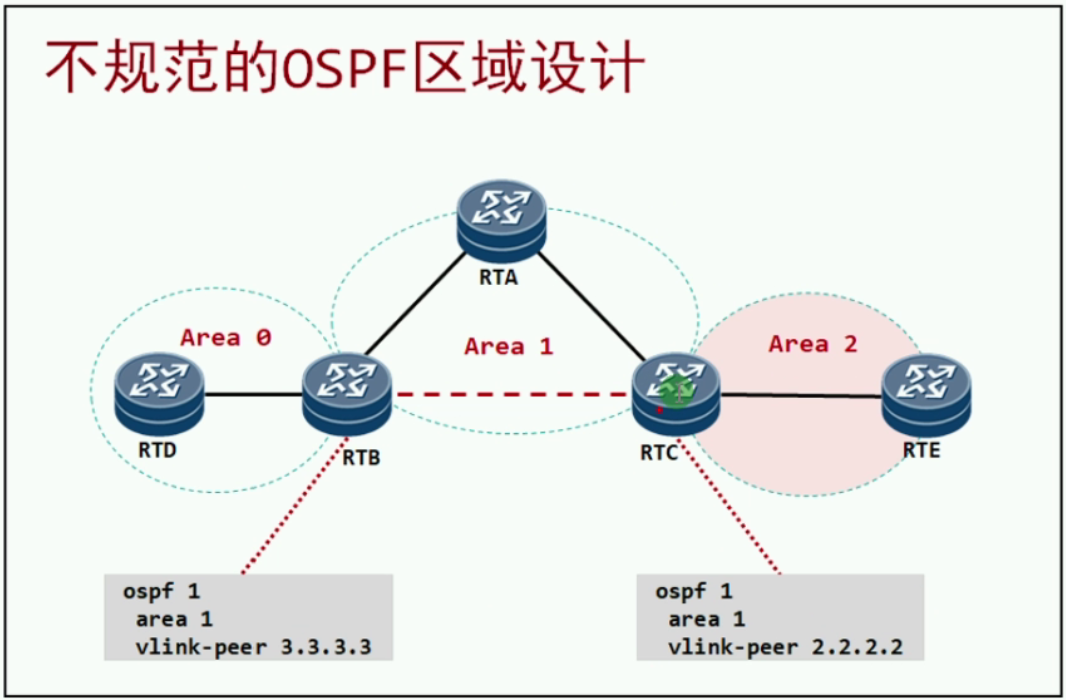 不规范的OSPF区域设计
RTA
Area 0
Area 1
Area 2
RTD
RTB
RTC
RTE
ospf 1
area 1
vlink-peer 3.3.3.3
ospf 1
area 1
vlink-peer 2.2.2.2